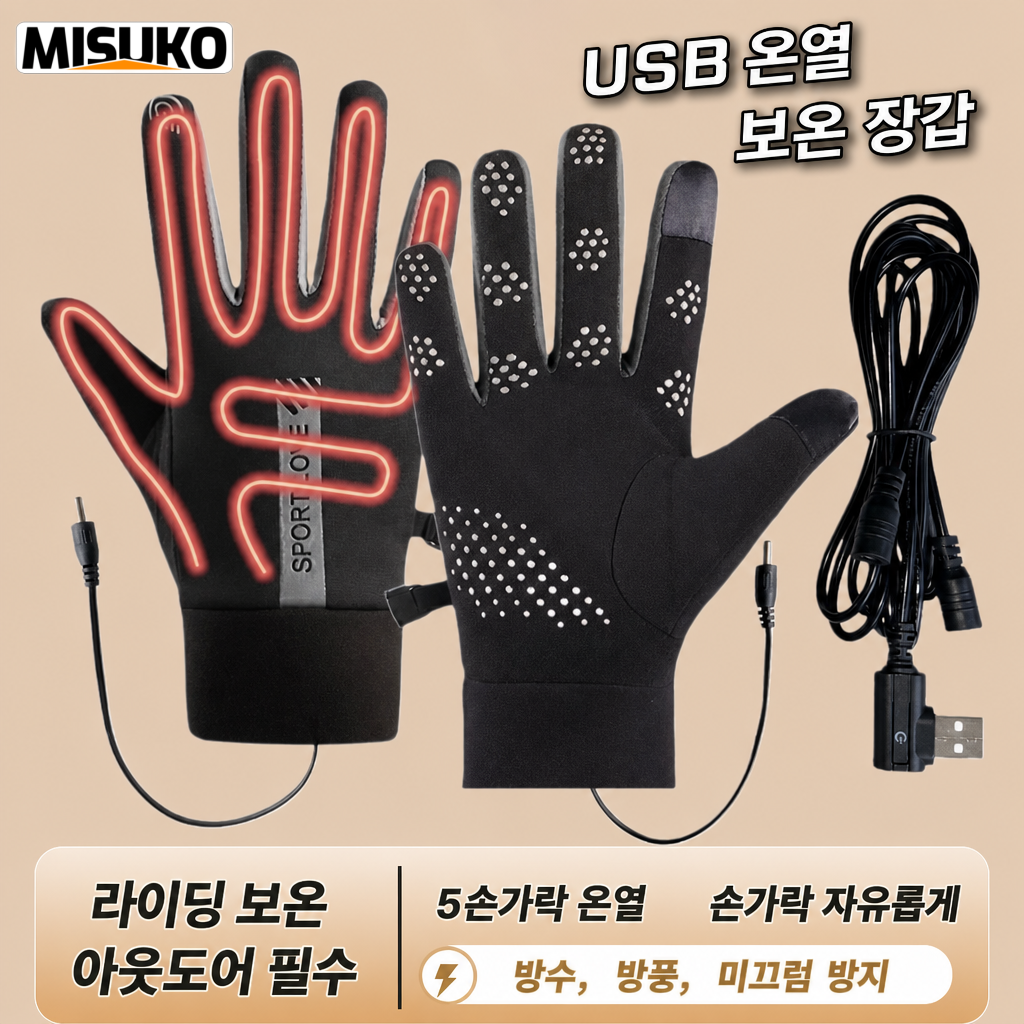 MISUKO
USB 온열
보온 장갑
SPORT LOVE
라이딩 보온
아웃도어 필수
5손가락 온열
손가락 자유롭게
방수, 방풍, 미끄럼 방지